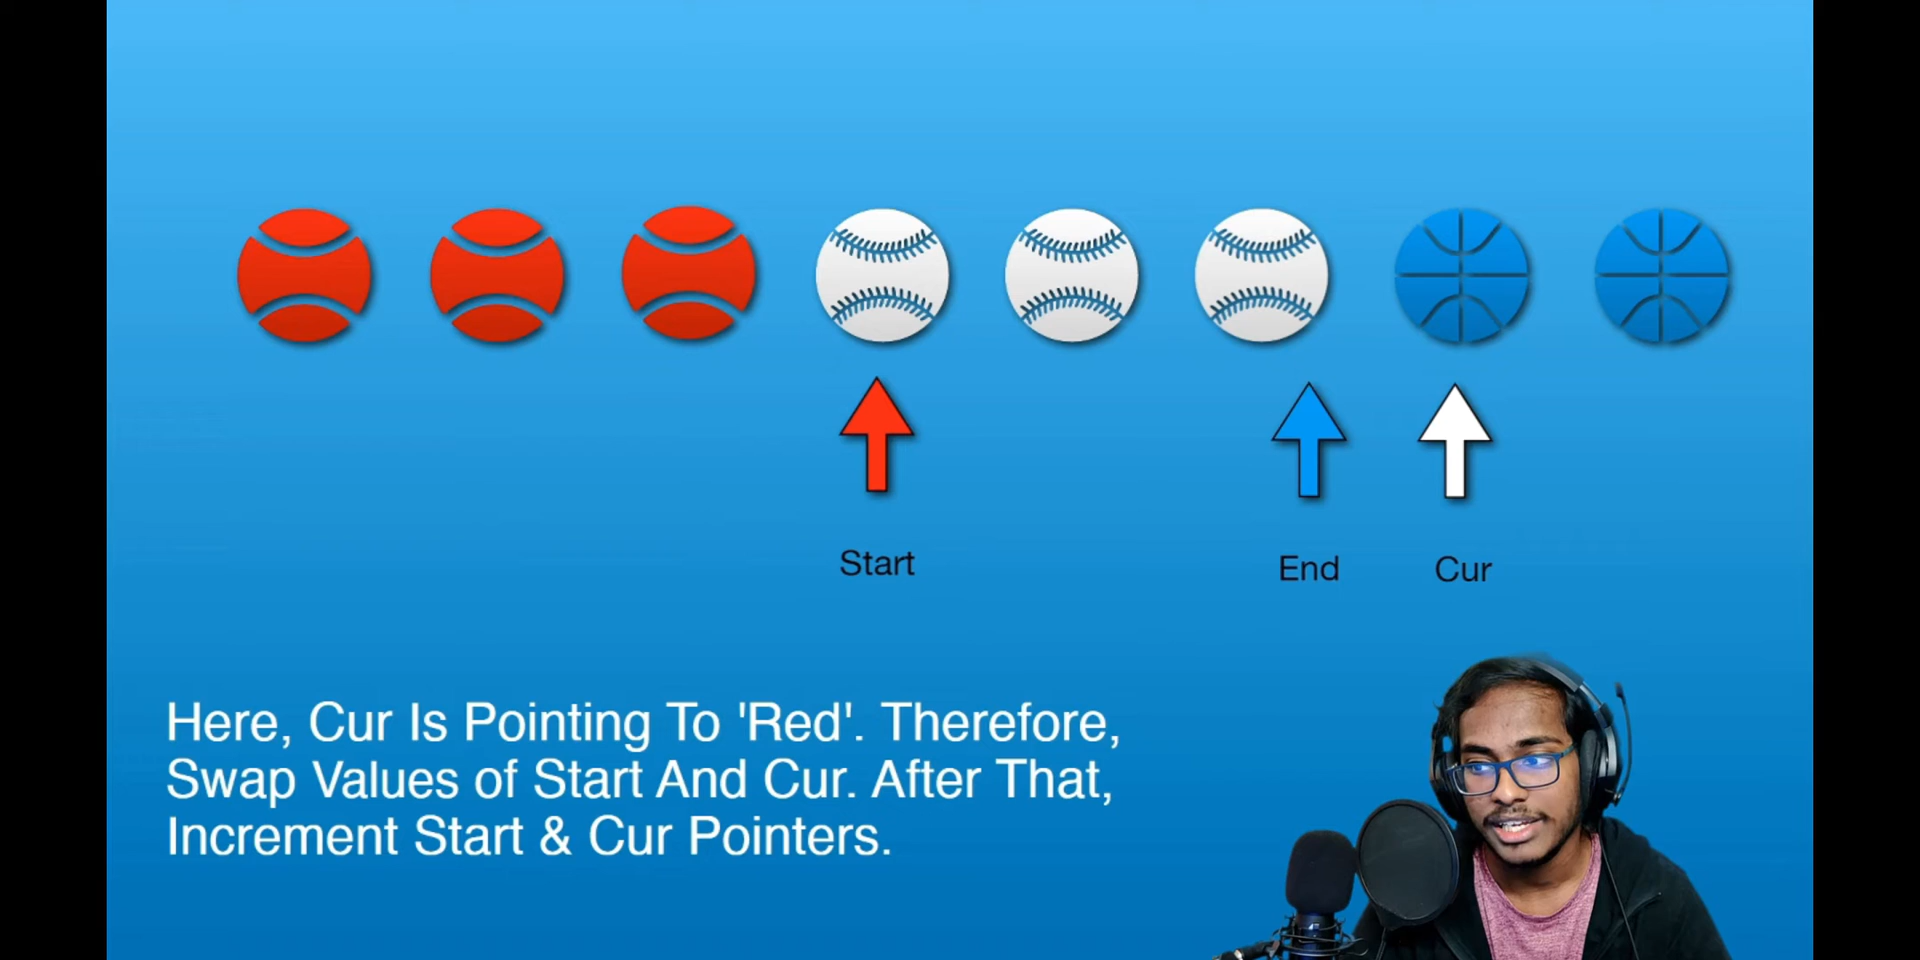 Start
End
Cur
Here, Cur Is Pointing To 'Red'. Therefore,
Swap Values of Start And Cur. After That,
Increment Start & Cur Pointers.